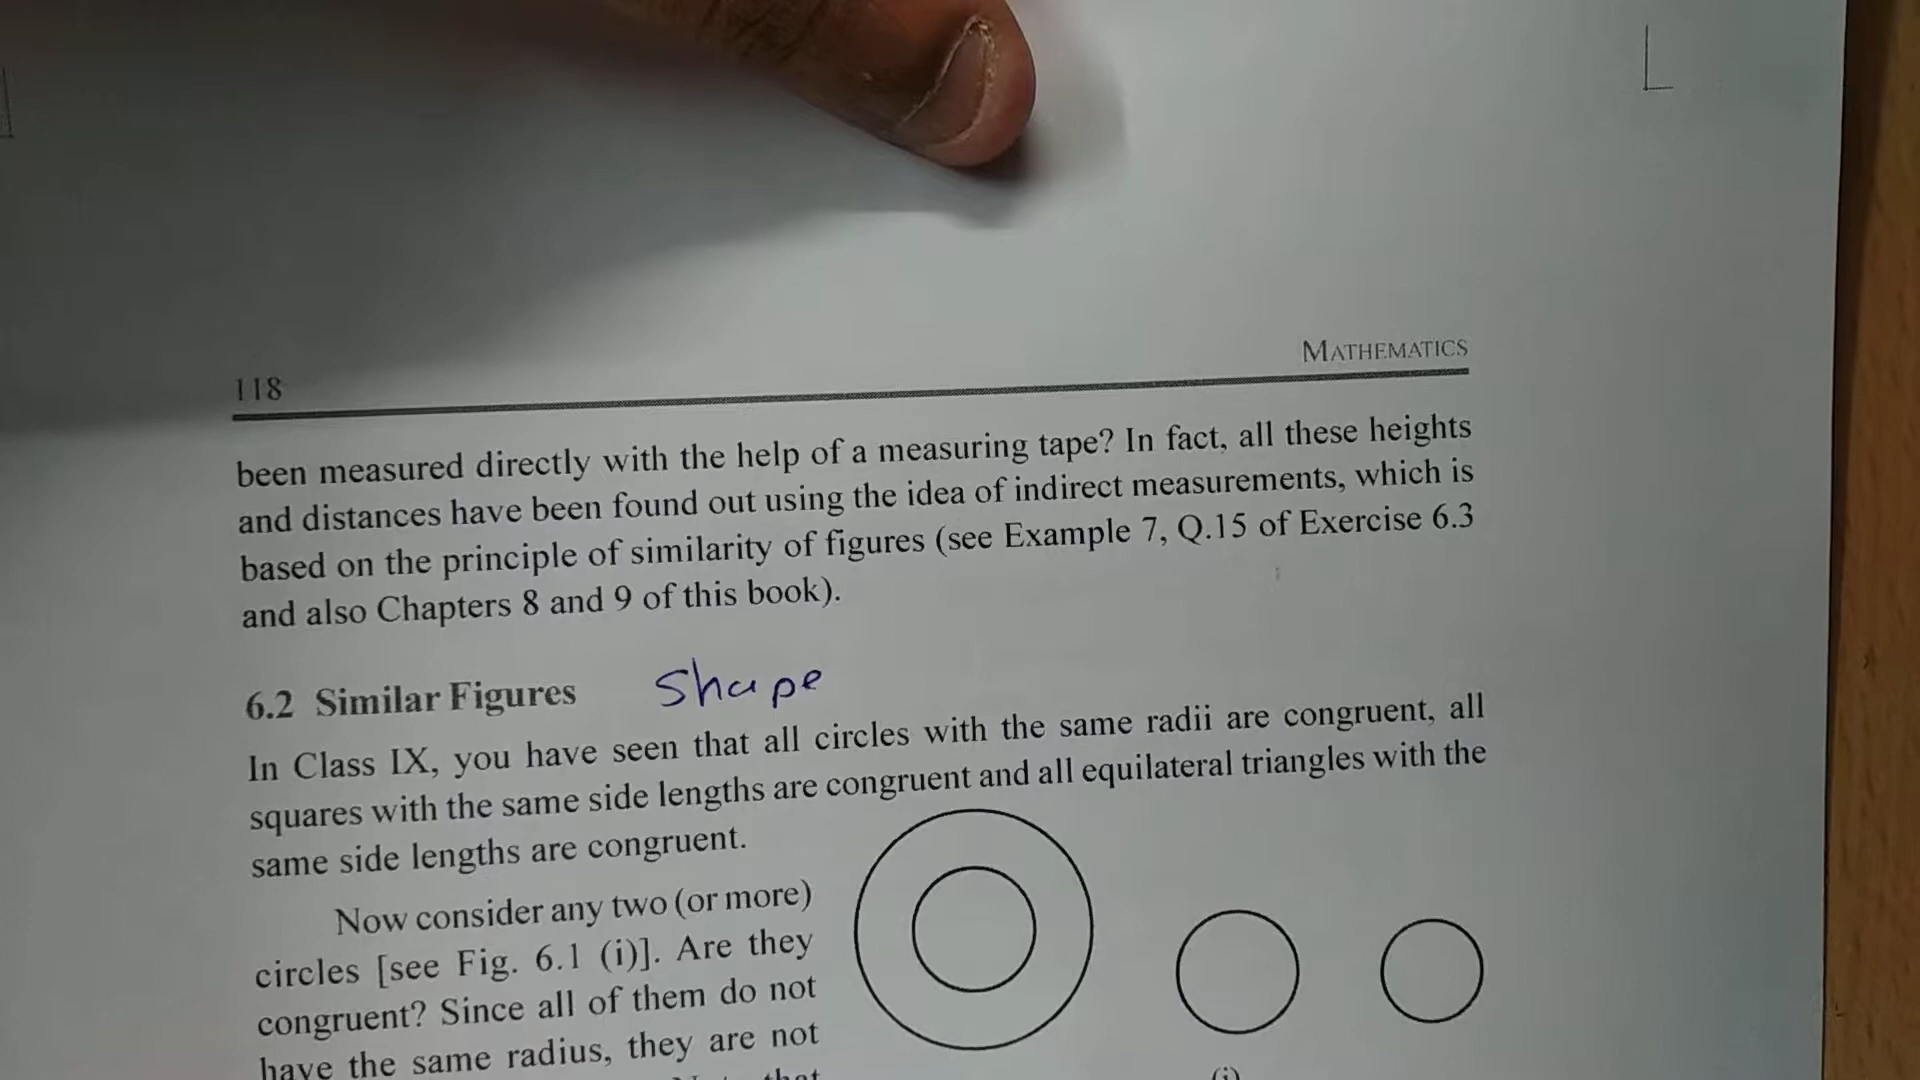 118
MATHEMATICS
been measured directly with the help of a measuring tape? In fact, all these heights
and distances have been found out using the idea of indirect measurements, which is
based on the principle of similarity of figures (see Example 7, Q.15 of Exercise 6.3
and also Chapters 8 and 9 of this book).
6.2 Similar Figures
Shape
In Class IX, you have seen that all circles with the same radii are congruent, all
squares with the same side lengths are congruent and all equilateral triangles with the
same side lengths are congruent.
Now consider any two (or more)
circles [see Fig. 6.1 (i)]. Are they
congruent? Since all of them do not
have the same radius, they are not
that
(i)